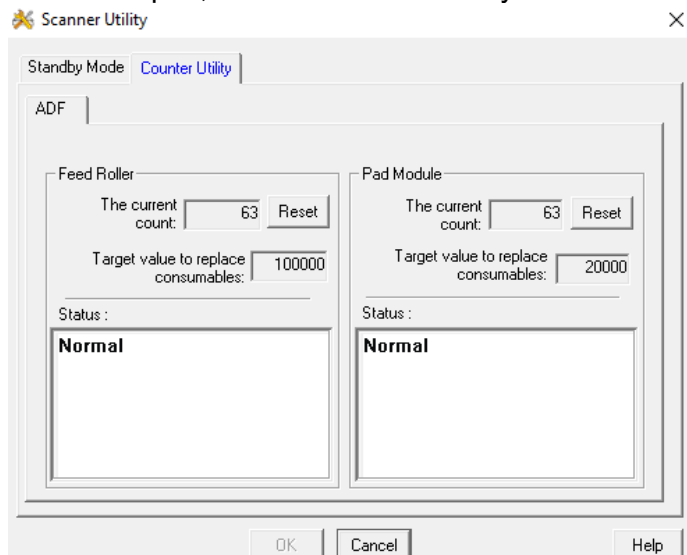 Scanner Utility
Standby Mode Counter Utility
ADF
Feed Roller
The current count: 63 Reset
Target value to replace consumables: 100000
Status :
Normal
Pad Module
The current count: 63 Reset
Target value to replace consumables: 20000
Status :
Normal
OK Cancel Help